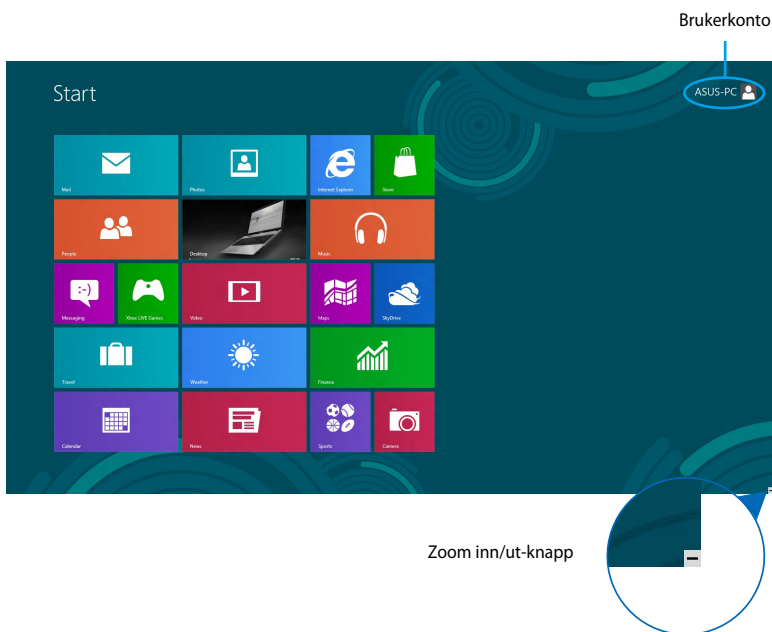 Brukerkonto
Start
ASUS-PC
Mail
Photos
Internet Explorer
Store
People
Desktop
Music
Messaging
Xbox LIVE Games
Video
Maps
SkyDrive
Travel
Weather
Finance
Calendar
News
Sports
Camera
Zoom inn/ut-knapp